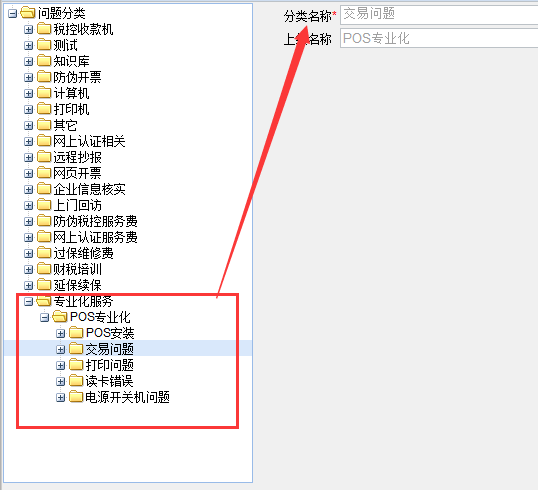 问题分类
税控收款机
测试
知识库
防伪开票
计算机
打印机
其它
网上认证相关
远程抄报
网页开票
企业信息核实
上门回访
防伪税控服务费
网上认证服务费
过保维修费
财税培训
延保续保
专业化服务
POS专业化
POS安装
交易问题
打印问题
读卡错误
电源开关机问题
分类名称* 交易问题
上级名称 POS专业化